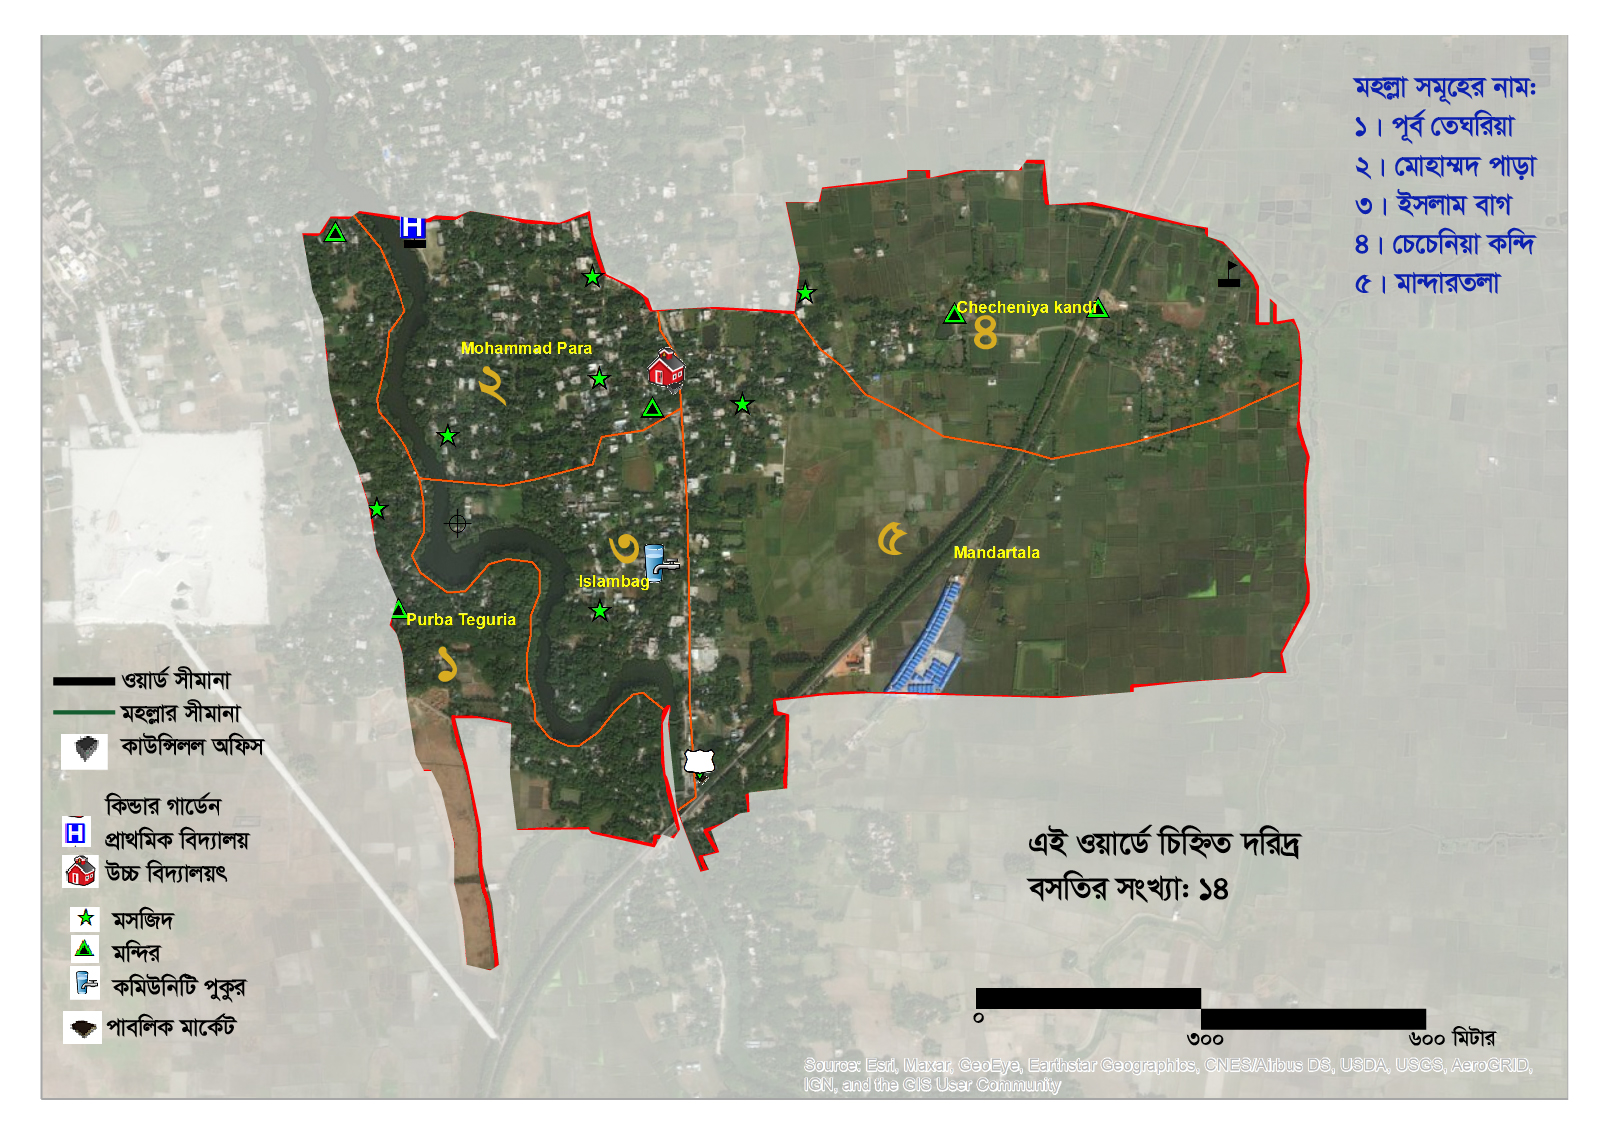 মহল্লা সমূহের নাম:
১। পূর্ব তেঘরিয়া
২। মোহাম্মদ পাড়া
৩। ইসলাম বাগ
৪। চেচেনিয়া কন্দি
৫। মান্দারতলা
H
Checheniya kandi
৪
Mohammad Para
২
৫
Mandartala
৩
Islambag
Purba Teguria
১
ওয়ার্ড সীমানা
মহল্লার সীমানা
কাউন্সিলল অফিস
কিন্ডার গার্ডেন
H প্রাথমিক বিদ্যালয়
উচ্চ বিদ্যালয়ৎ
মসজিদ
মন্দির
কমিউনিটি পুকুর
পাবলিক মার্কেট
এই ওয়ার্ডে চিহ্নিত দরিদ্র
বসতির সংখ্যা: ১৪
০ ৩০০ ৬০০ মিটার
Source: Esri, Maxar, GeoEye, Earthstar Geographics, CNES/Airbus DS, USDA, USGS, AeroGRID,
IGN, and the GIS User Community